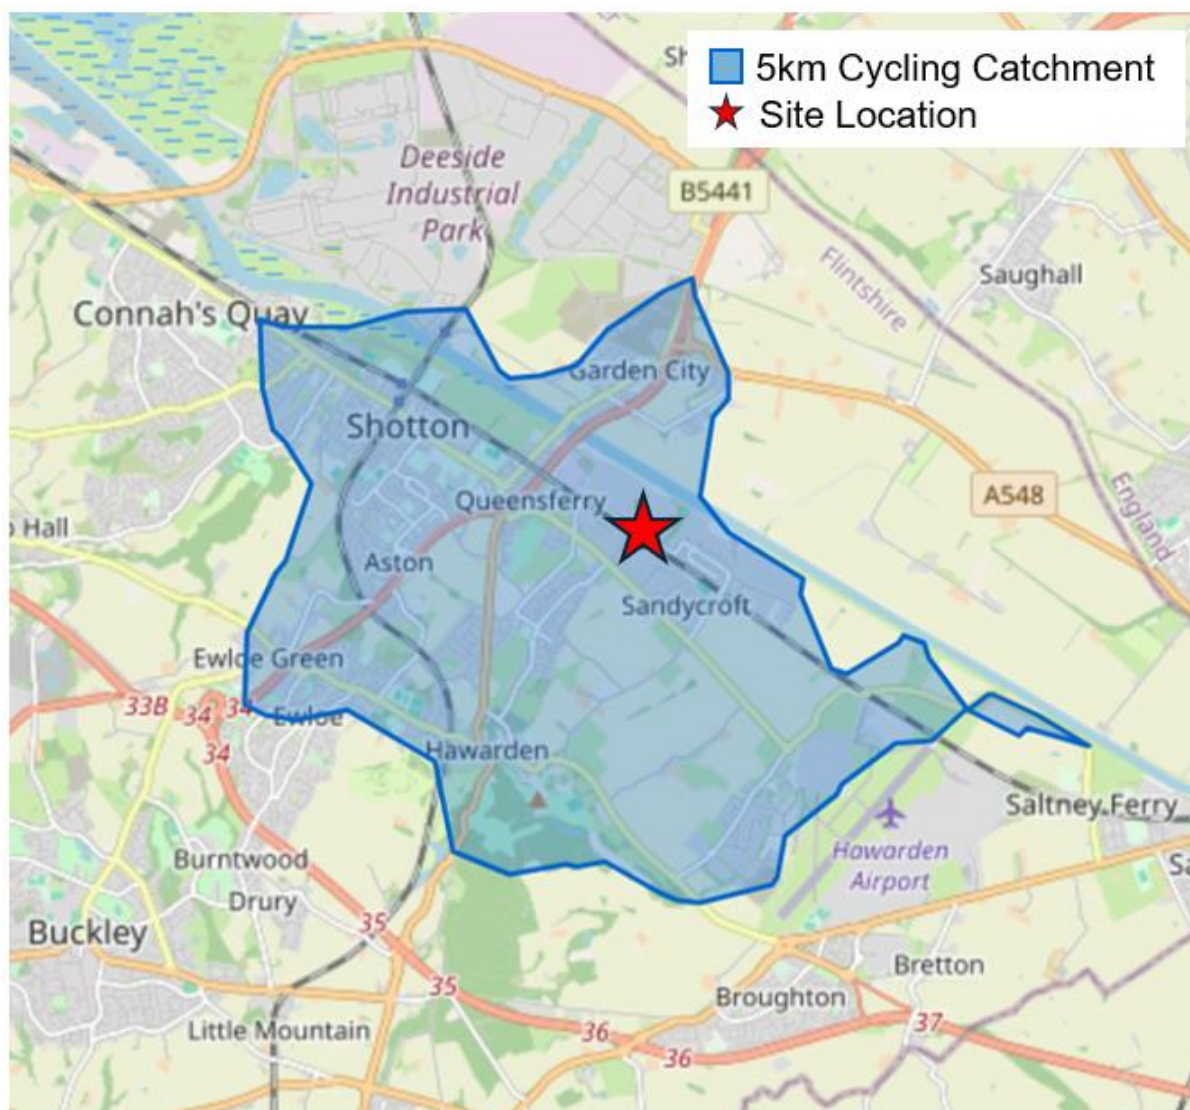 5km Cycling Catchment
Site Location
Sh
Deeside
Industrial
Park
B5441
Flintshire
Saughall
Connah's Quay
Garden City
Shotton
A548
England
Queensferry
Hall
Aston
Sandycroft
Ewloe Green
33B
34
34
34
Ewloe
Hawarden
Saltney Ferry
Hawarden
Airport
Burntwood
Sa
Drury
35
Buckley
Bretton
35
Broughton
Little Mountain
36
37
36